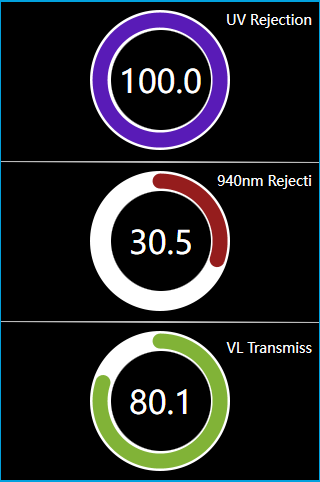 UV Rejection
100.0
940nm Rejecti
30.5
VL Transmiss
80.1